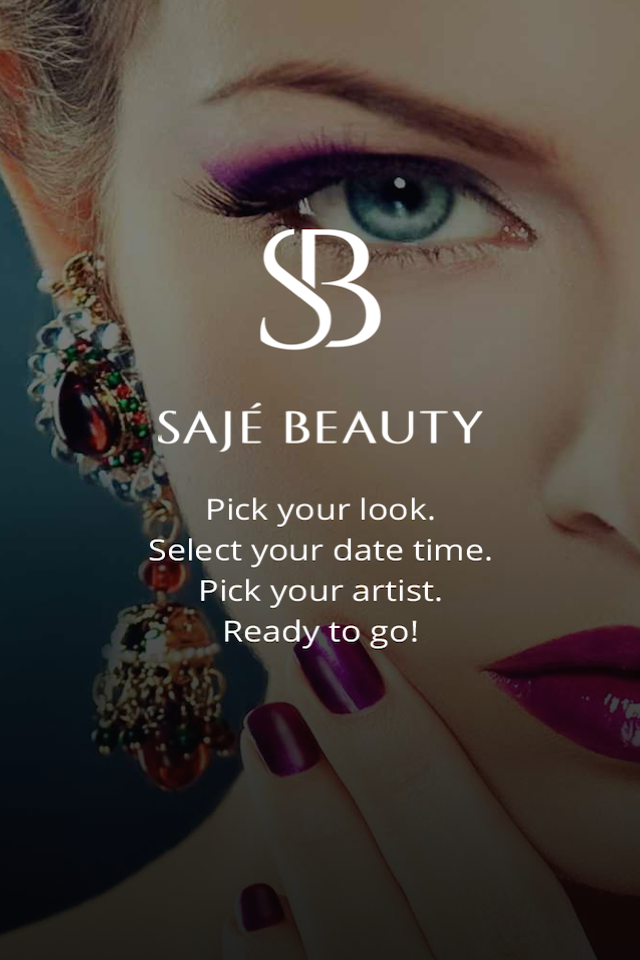 SB
SAJÉ BEAUTY
Pick your look.
Select your date time.
Pick your artist.
Ready to go!